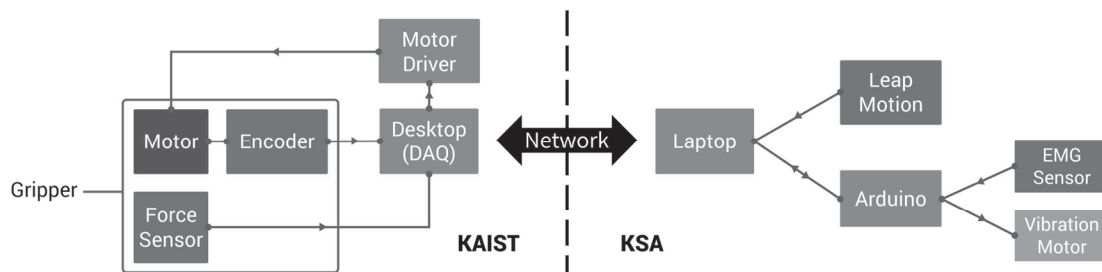 Motor
Driver
Leap
Motion
Motor
Encoder
Desktop
(DAQ)
Network
Laptop
EMG
Sensor
Gripper
Arduino
Force
Sensor
Vibration
Motor
KAIST
KSA